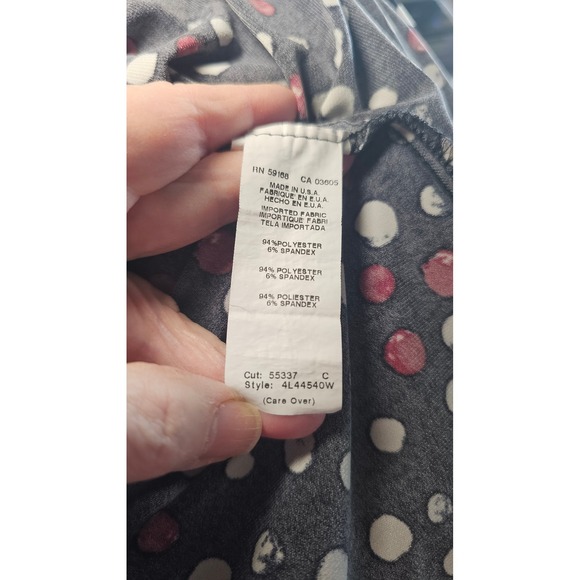 RN 59168 CA 03605
MADE IN U.S.A.
FABRIQUE EN E.U.A.
HECHO EN E.U.A.
IMPORTED FABRIC
IMPORTIQUE FABRI
TELA IMPORTADA
94%POLYESTER
6% SPANDEX
94% POLYESTER
6% SPANDEX
94% POLIESTER
6% SPANDEX
Cut: 55337 C
Style: 4L44540W
(Care Over)